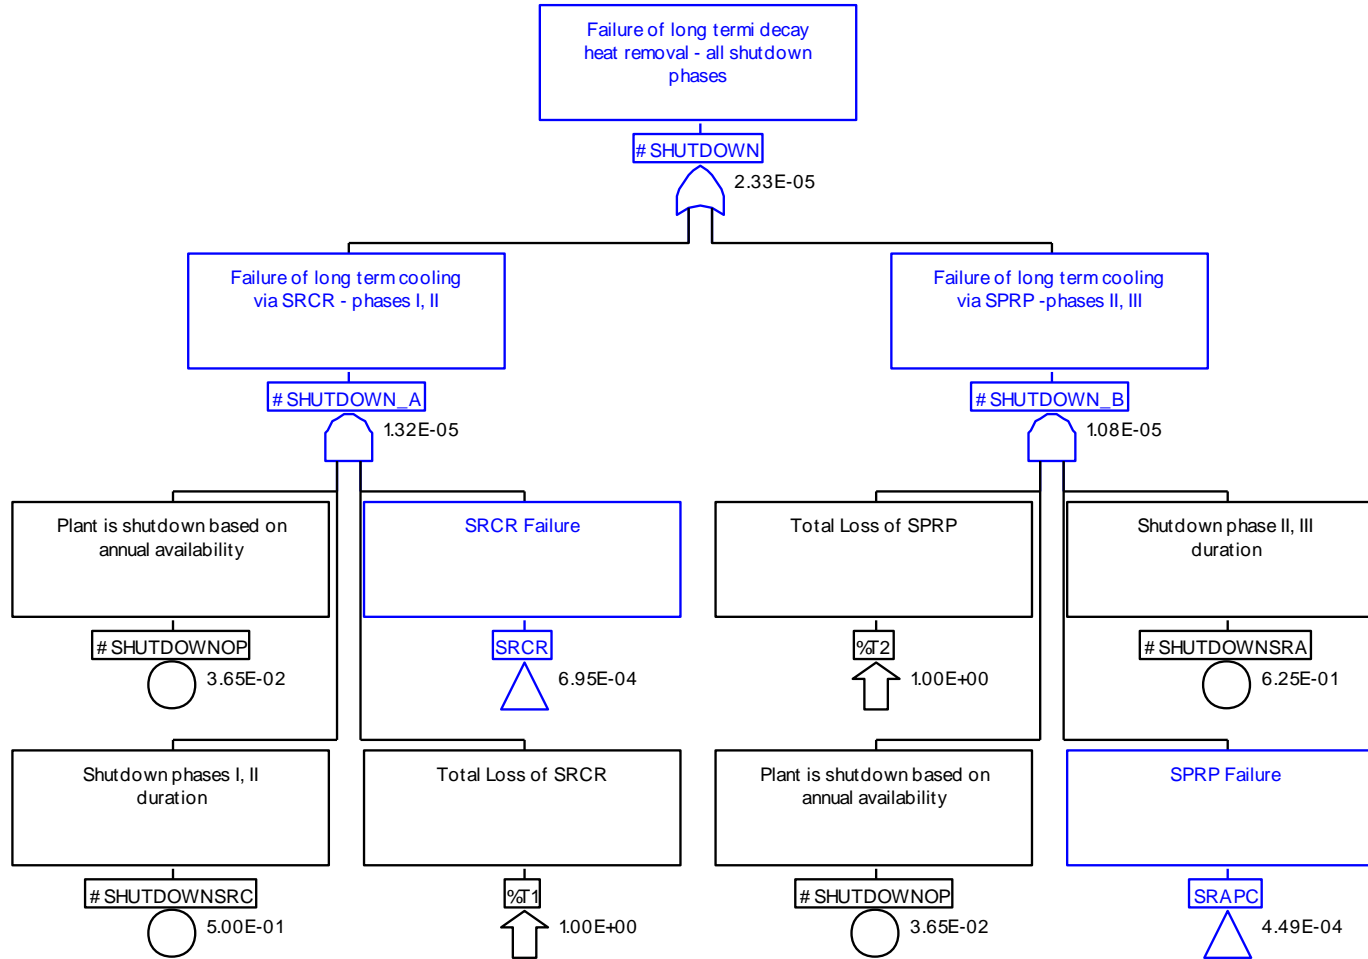 Failure of long termi decay
heat removal - all shutdown
phases
# SHUTDOWN
2.33E-05
Failure of long term cooling
via SRCR - phases I, II
# SHUTDOWN_A
1.32E-05
Failure of long term cooling
via SPRP -phases II, III
# SHUTDOWN_B
1.08E-05
Plant is shutdown based on
annual availability
# SHUTDOWNOP
3.65E-02
SRCR Failure
SRCR
6.95E-04
Total Loss of SPRP
%T2
1.00E+00
Shutdown phase II, III
duration
# SHUTDOWNSRA
6.25E-01
Shutdown phases I, II
duration
# SHUTDOWNSRC
5.00E-01
Total Loss of SRCR
%T1
1.00E+00
Plant is shutdown based on
annual availability
# SHUTDOWNOP
3.65E-02
SPRP Failure
SRAPC
4.49E-04